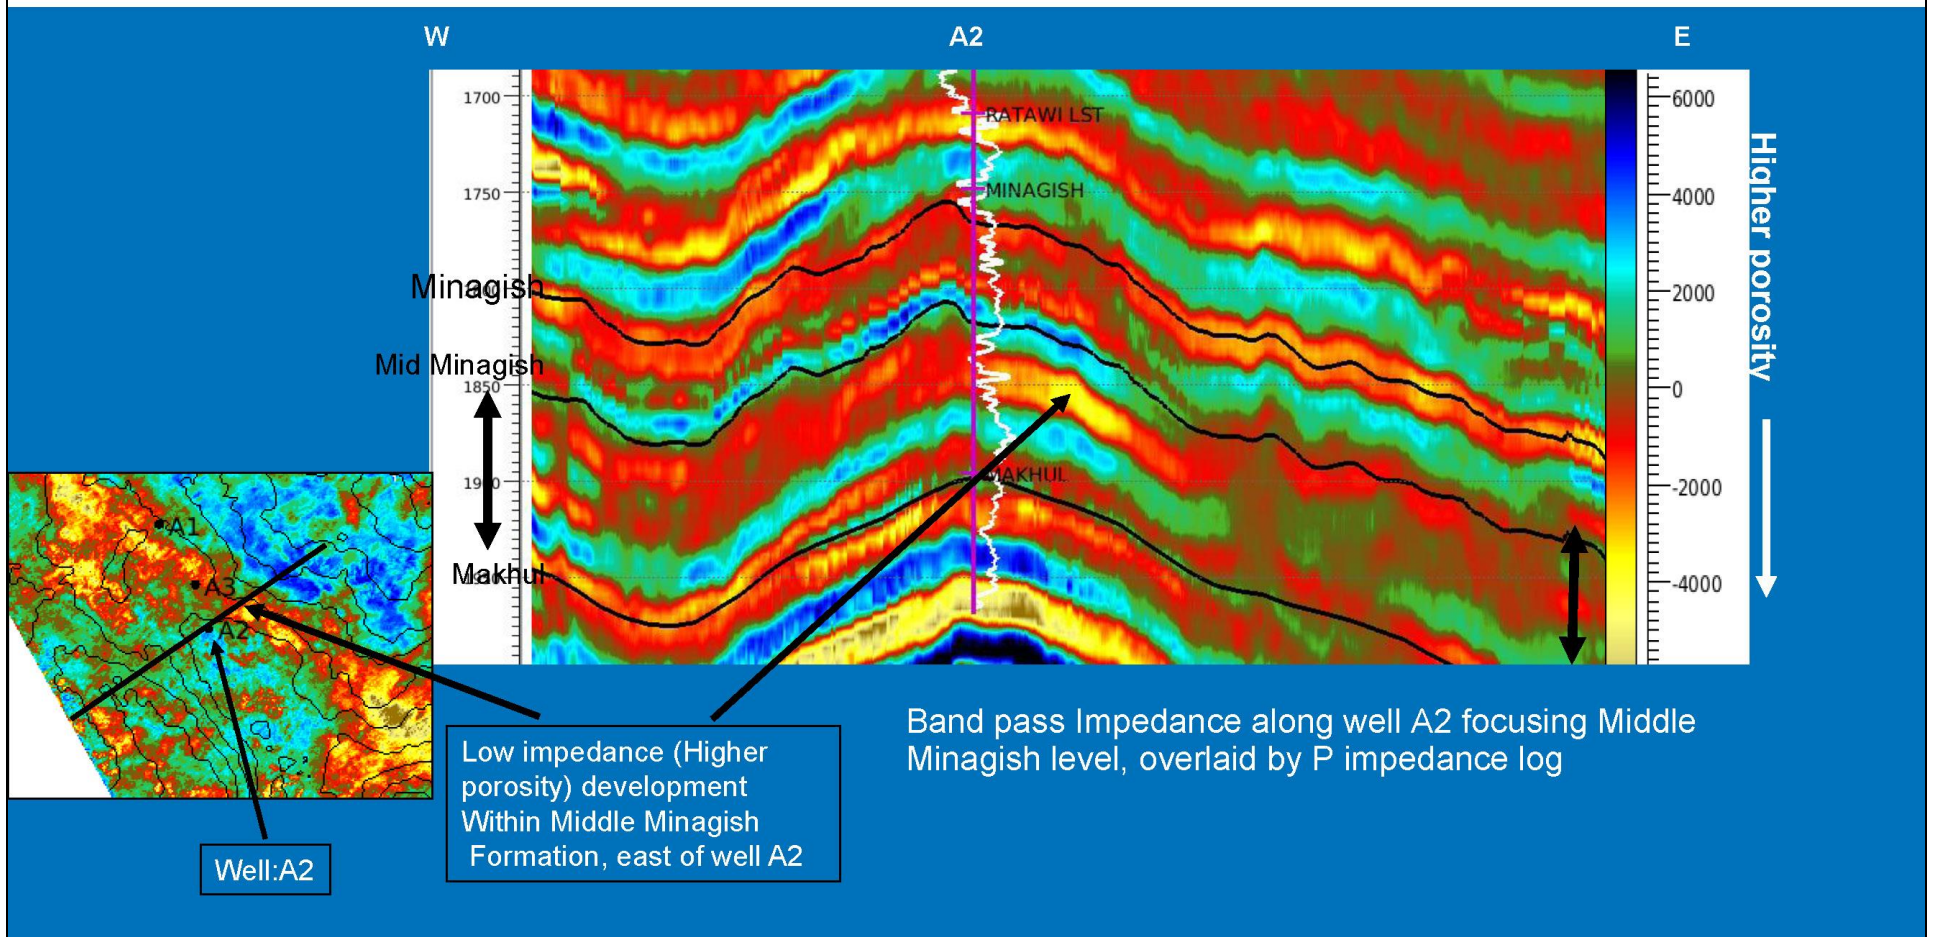 W
A2
E
1700
RATAWI LST
1750
MINAGISH
Minagish
Mid Minagish
1850
MAKHUL
1900
Makhul
6000
4000
2000
0
-2000
-4000
Higher porosity
A1
A3
A2
Low impedance (Higher
porosity) development
Within Middle Minagish
Formation, east of well A2
Well:A2
Band pass Impedance along well A2 focusing Middle
Minagish level, overlaid by P impedance log